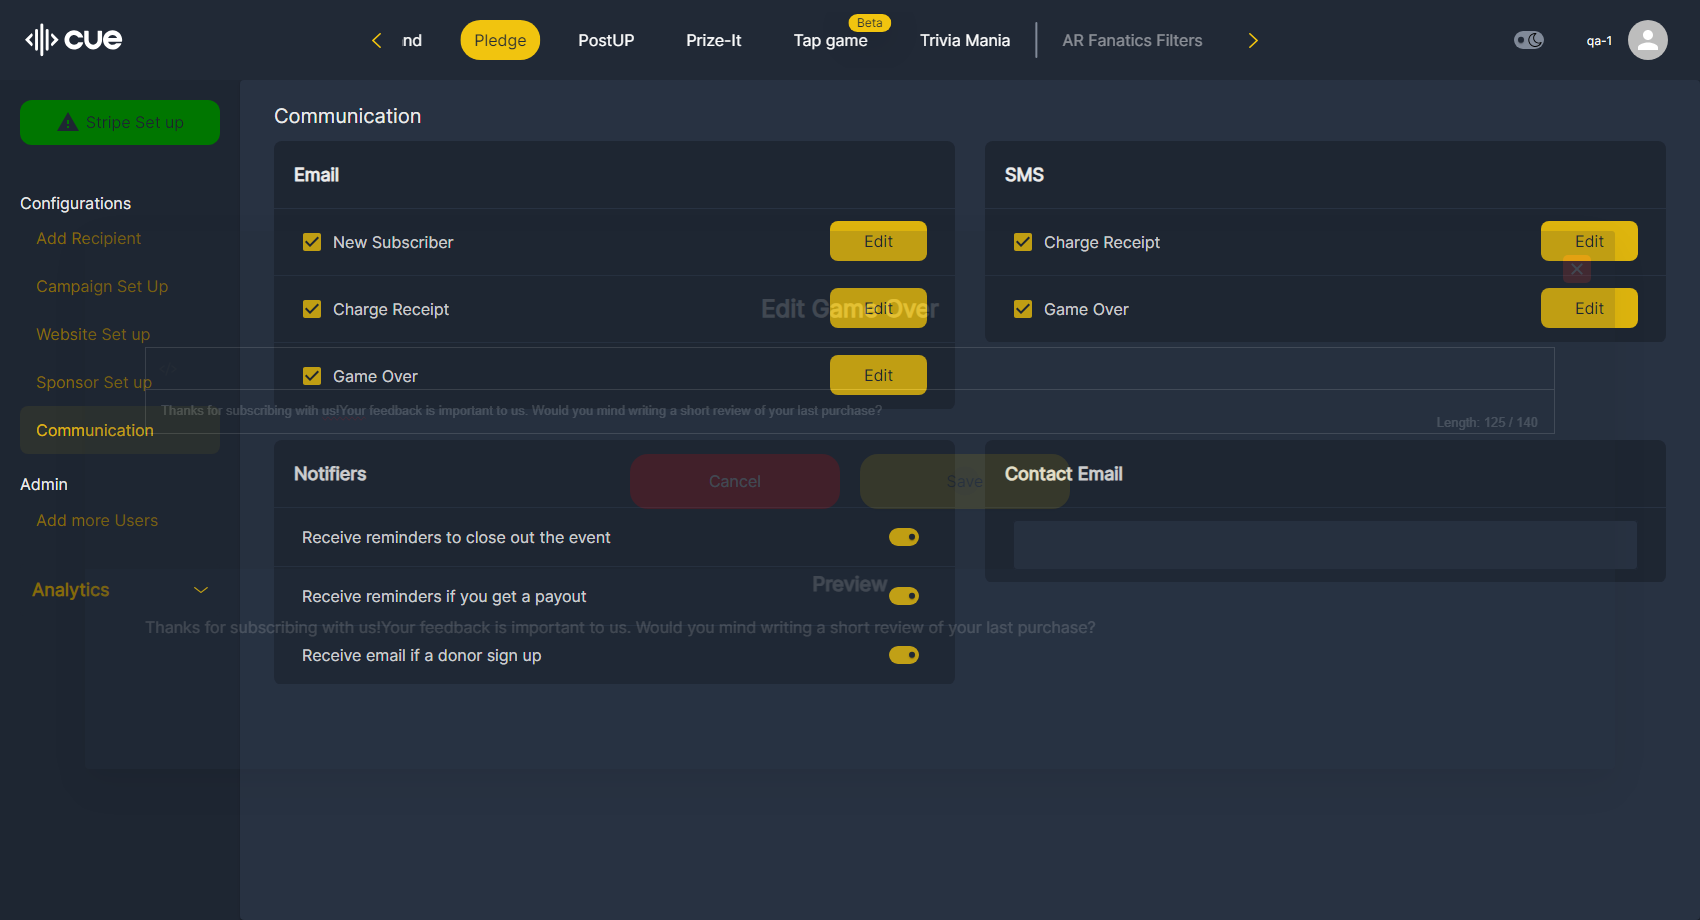 cue
nd
Pledge
PostUP
Prize-It
Tap game
Beta
Trivia Mania
AR Fanatics Filters
qa-1
Stripe Set up
Configurations
Add Recipient
Campaign Set Up
Website Set up
Sponsor Set up
Communication
Admin
Add more Users
Analytics
Communication
Email
New Subscriber
Edit
Charge Receipt
Edit
Game Over
Edit
SMS
Charge Receipt
Edit
Game Over
Edit
Notifiers
Receive reminders to close out the event
Receive reminders if you get a payout
Receive email if a donor sign up
Contact Email
Edit Game Over
Thanks for subscribing with us!Your feedback is important to us. Would you mind writing a short review of your last purchase?
Length: 125 / 140
Cancel
Save
Preview
Thanks for subscribing with us!Your feedback is important to us. Would you mind writing a short review of your last purchase?